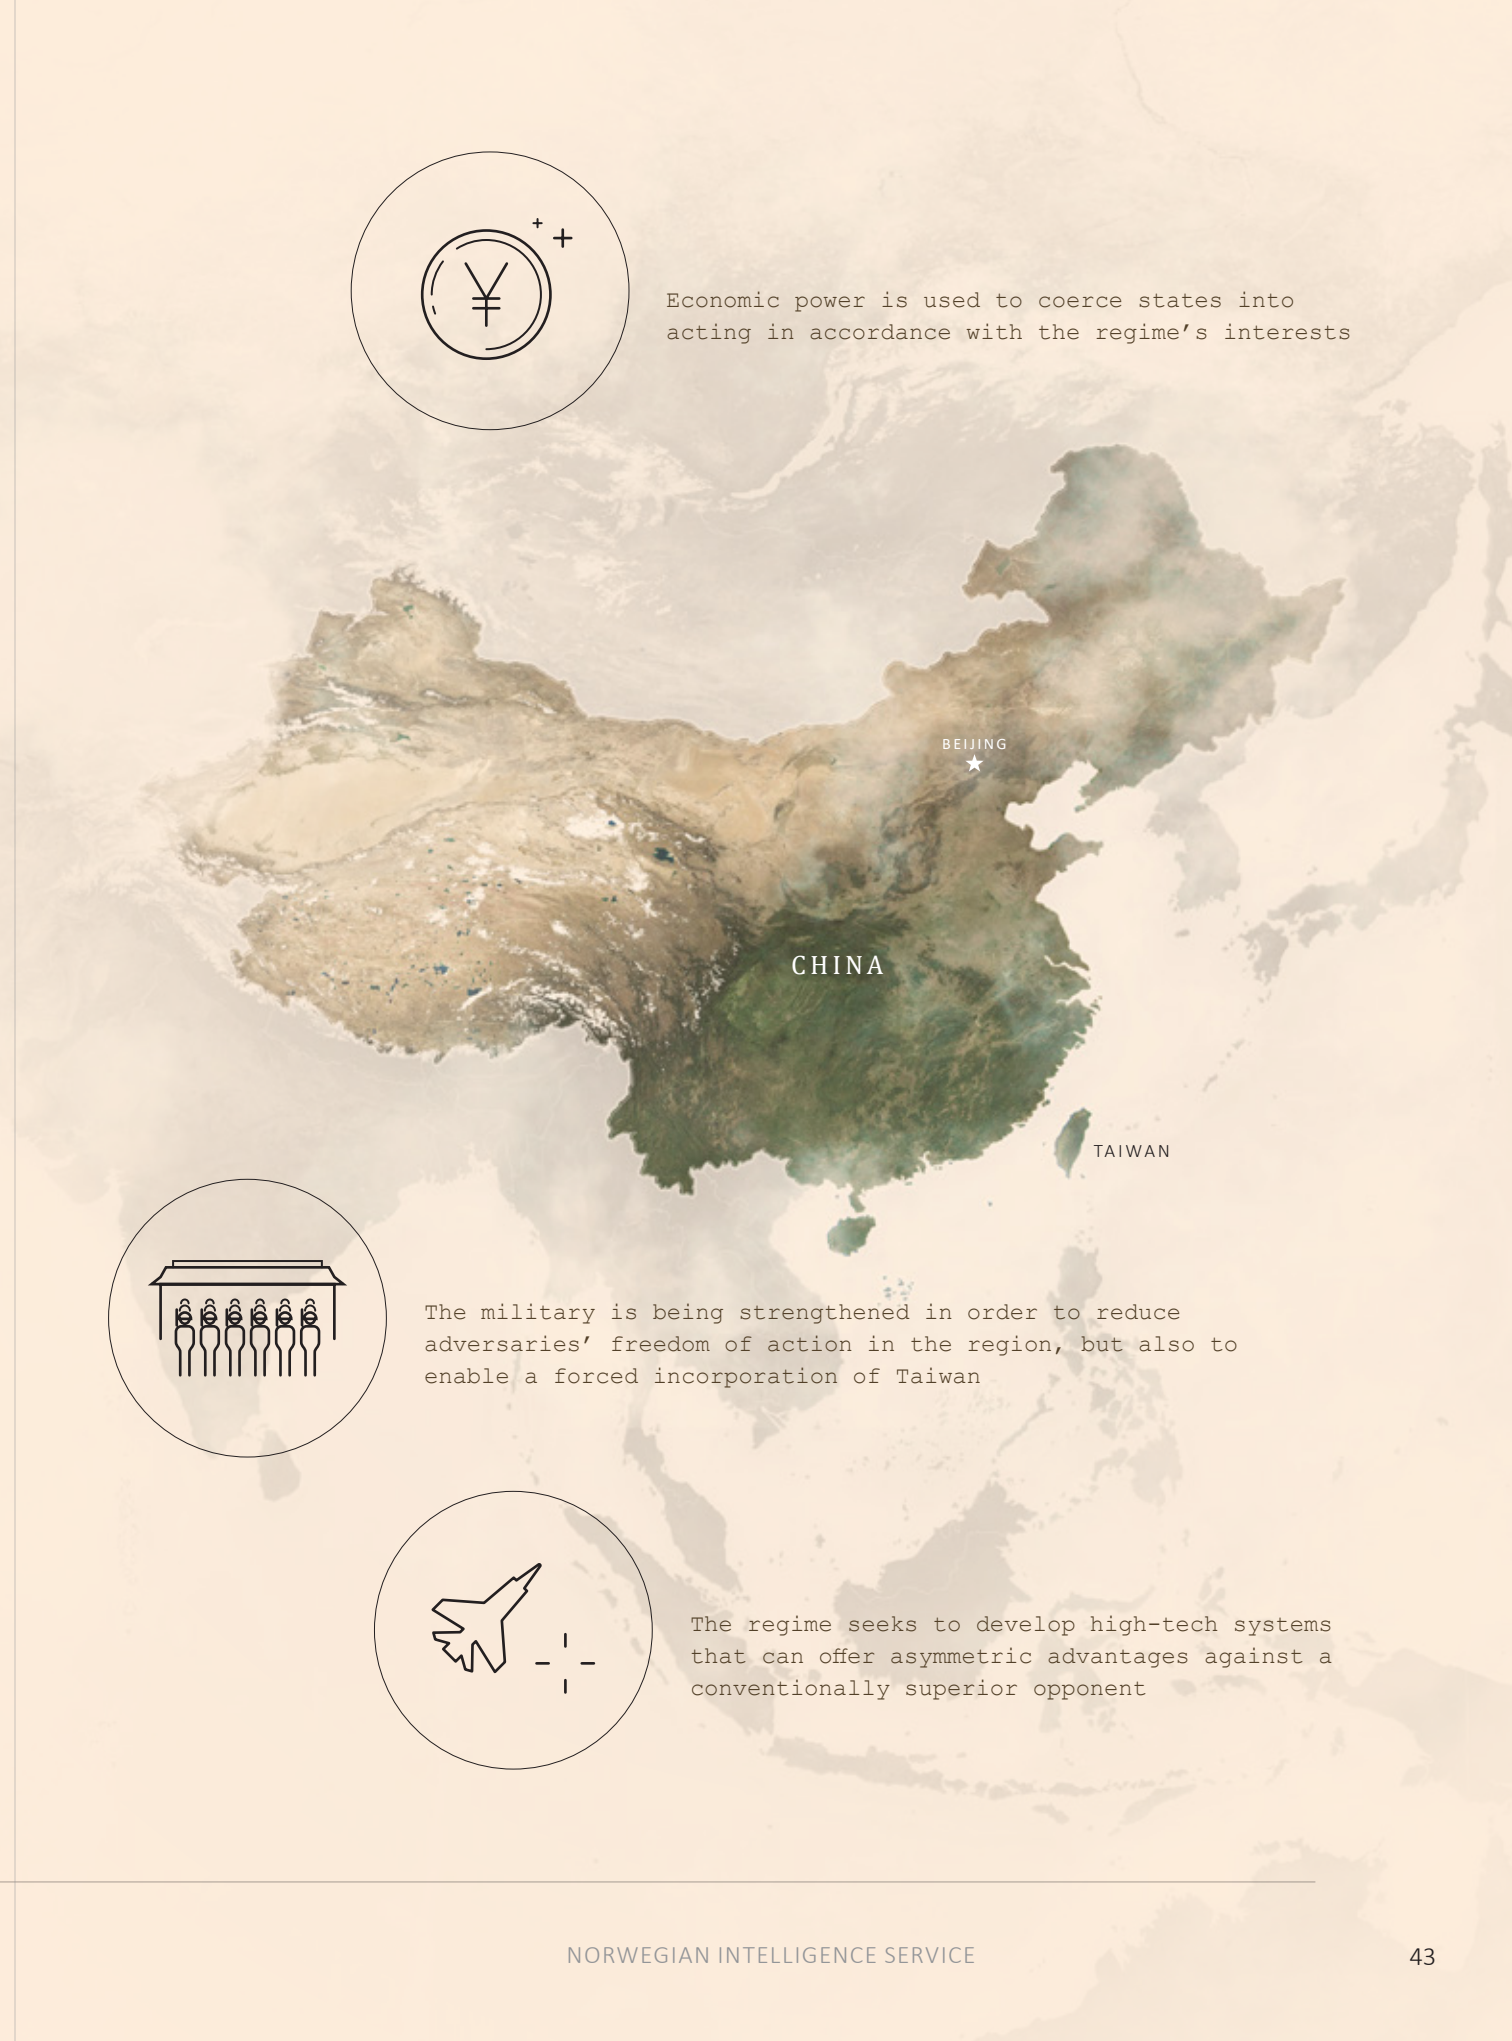 ¥
Economic power is used to coerce states into
acting in accordance with the regime’s interests
BEIJING
CHINA
TAIWAN
The military is being strengthened in order to reduce
adversaries’ freedom of action in the region, but also to
enable a forced incorporation of Taiwan
The regime seeks to develop high-tech systems
that can offer asymmetric advantages against a
conventionally superior opponent
NORWEGIAN INTELLIGENCE SERVICE
43